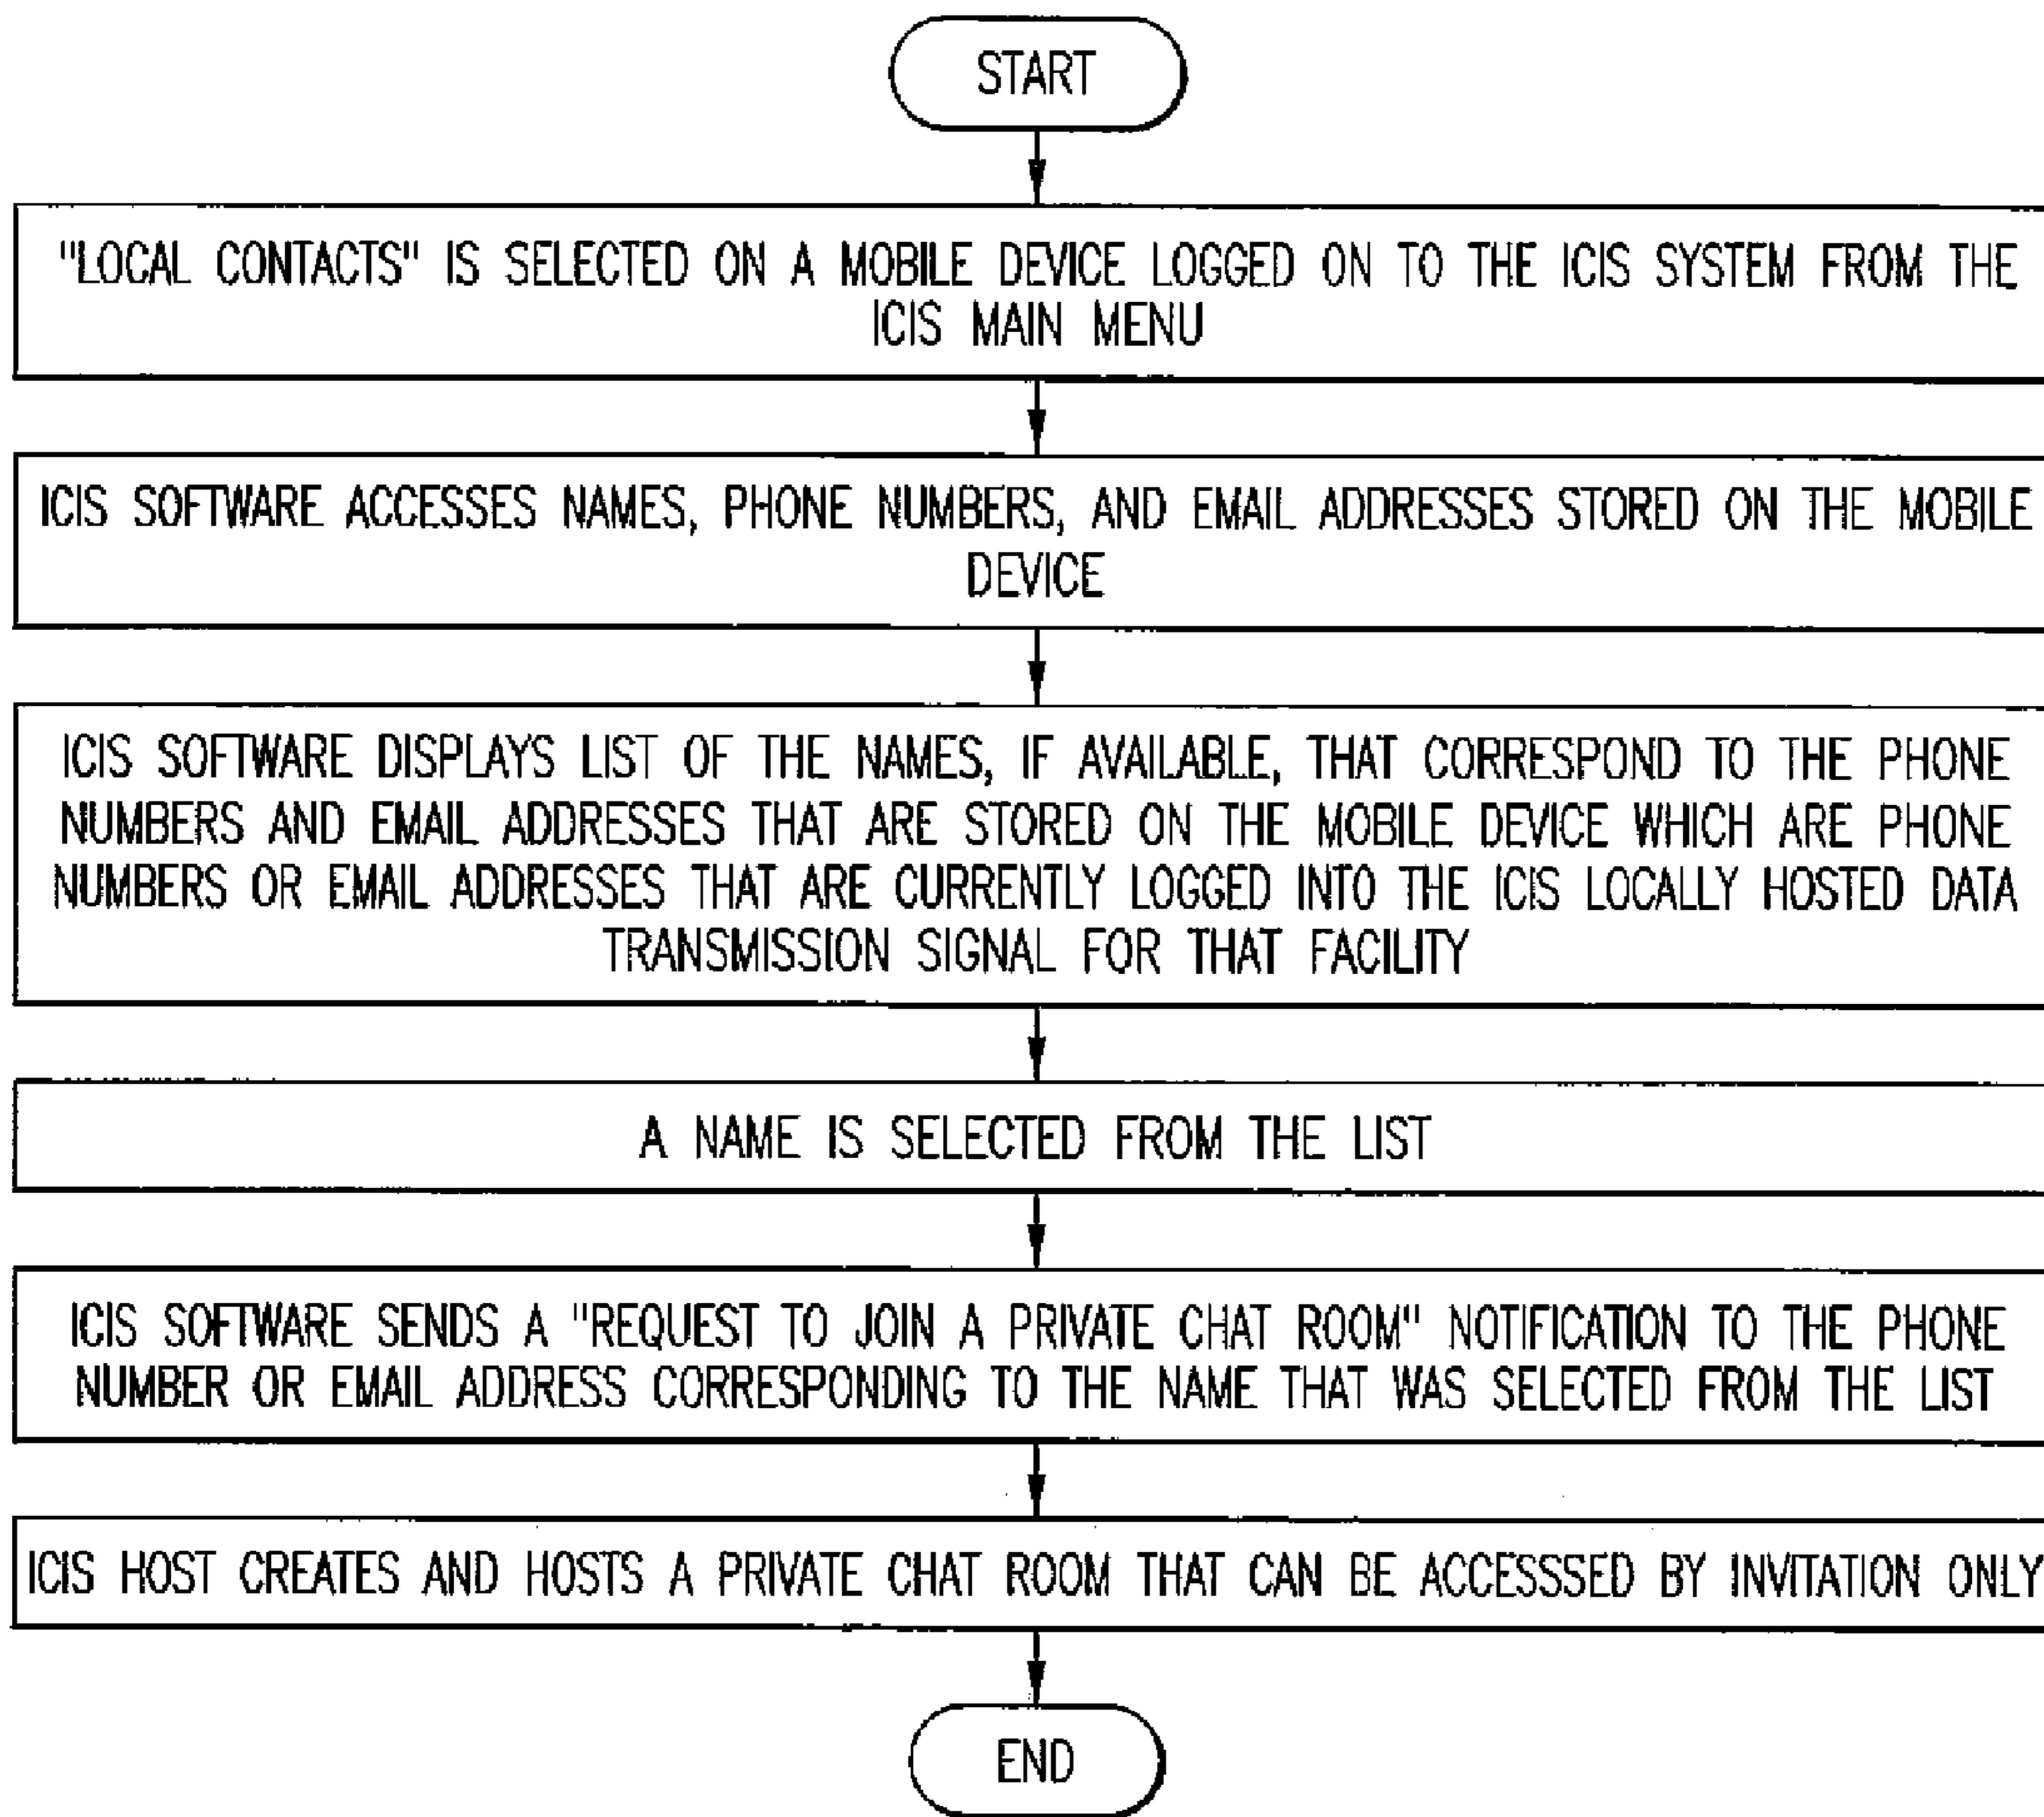 START
"LOCAL CONTACTS" IS SELECTED ON A MOBILE DEVICE LOGGED ON TO THE ICIS SYSTEM FROM THE
ICIS MAIN MENU
ICIS SOFTWARE ACCESSES NAMES, PHONE NUMBERS, AND EMAIL ADDRESSES STORED ON THE MOBILE
DEVICE
ICIS SOFTWARE DISPLAYS LIST OF THE NAMES, IF AVAILABLE, THAT CORRESPOND TO THE PHONE
NUMBERS AND EMAIL ADDRESSES THAT ARE STORED ON THE MOBILE DEVICE WHICH ARE PHONE
NUMBERS OR EMAIL ADDRESSES THAT ARE CURRENTLY LOGGED INTO THE ICIS LOCALLY HOSTED DATA
TRANSMISSION SIGNAL FOR THAT FACILITY
A NAME IS SELECTED FROM THE LIST
ICIS SOFTWARE SENDS A "REQUEST TO JOIN A PRIVATE CHAT ROOM" NOTIFICATION TO THE PHONE
NUMBER OR EMAIL ADDRESS CORRESPONDING TO THE NAME THAT WAS SELECTED FROM THE LIST
ICIS HOST CREATES AND HOSTS A PRIVATE CHAT ROOM THAT CAN BE ACCESSSED BY INVITATION ONLY
END